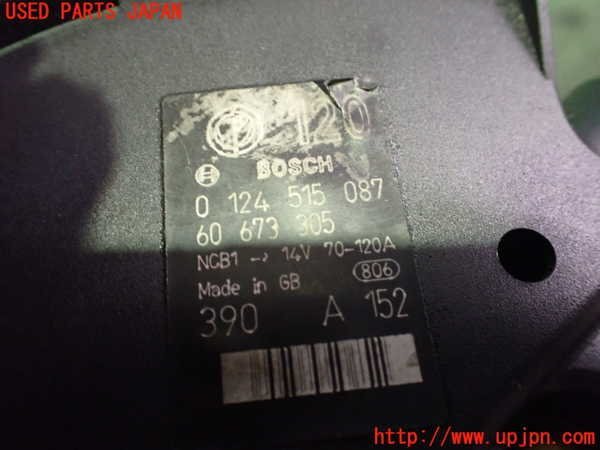 USED PARTS JAPAN
120
BOSCH
0 124 515 087
60 673 305
NCB1 → 14V 70-120A
Made in GB 806
390 A 152
http://www.upjpn.com/